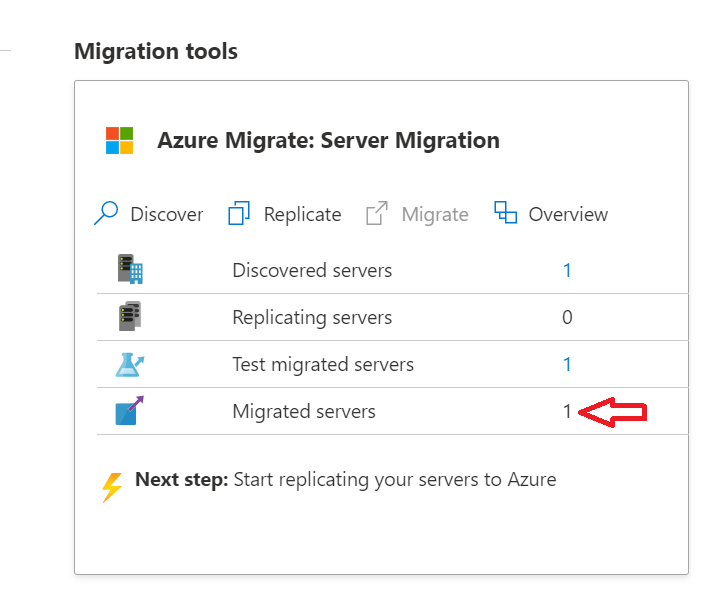 Migration tools
Azure Migrate: Server Migration
Discover Replicate Migrate Overview
Discovered servers 1
Replicating servers 0
Test migrated servers 1
Migrated servers 1
Next step: Start replicating your servers to Azure